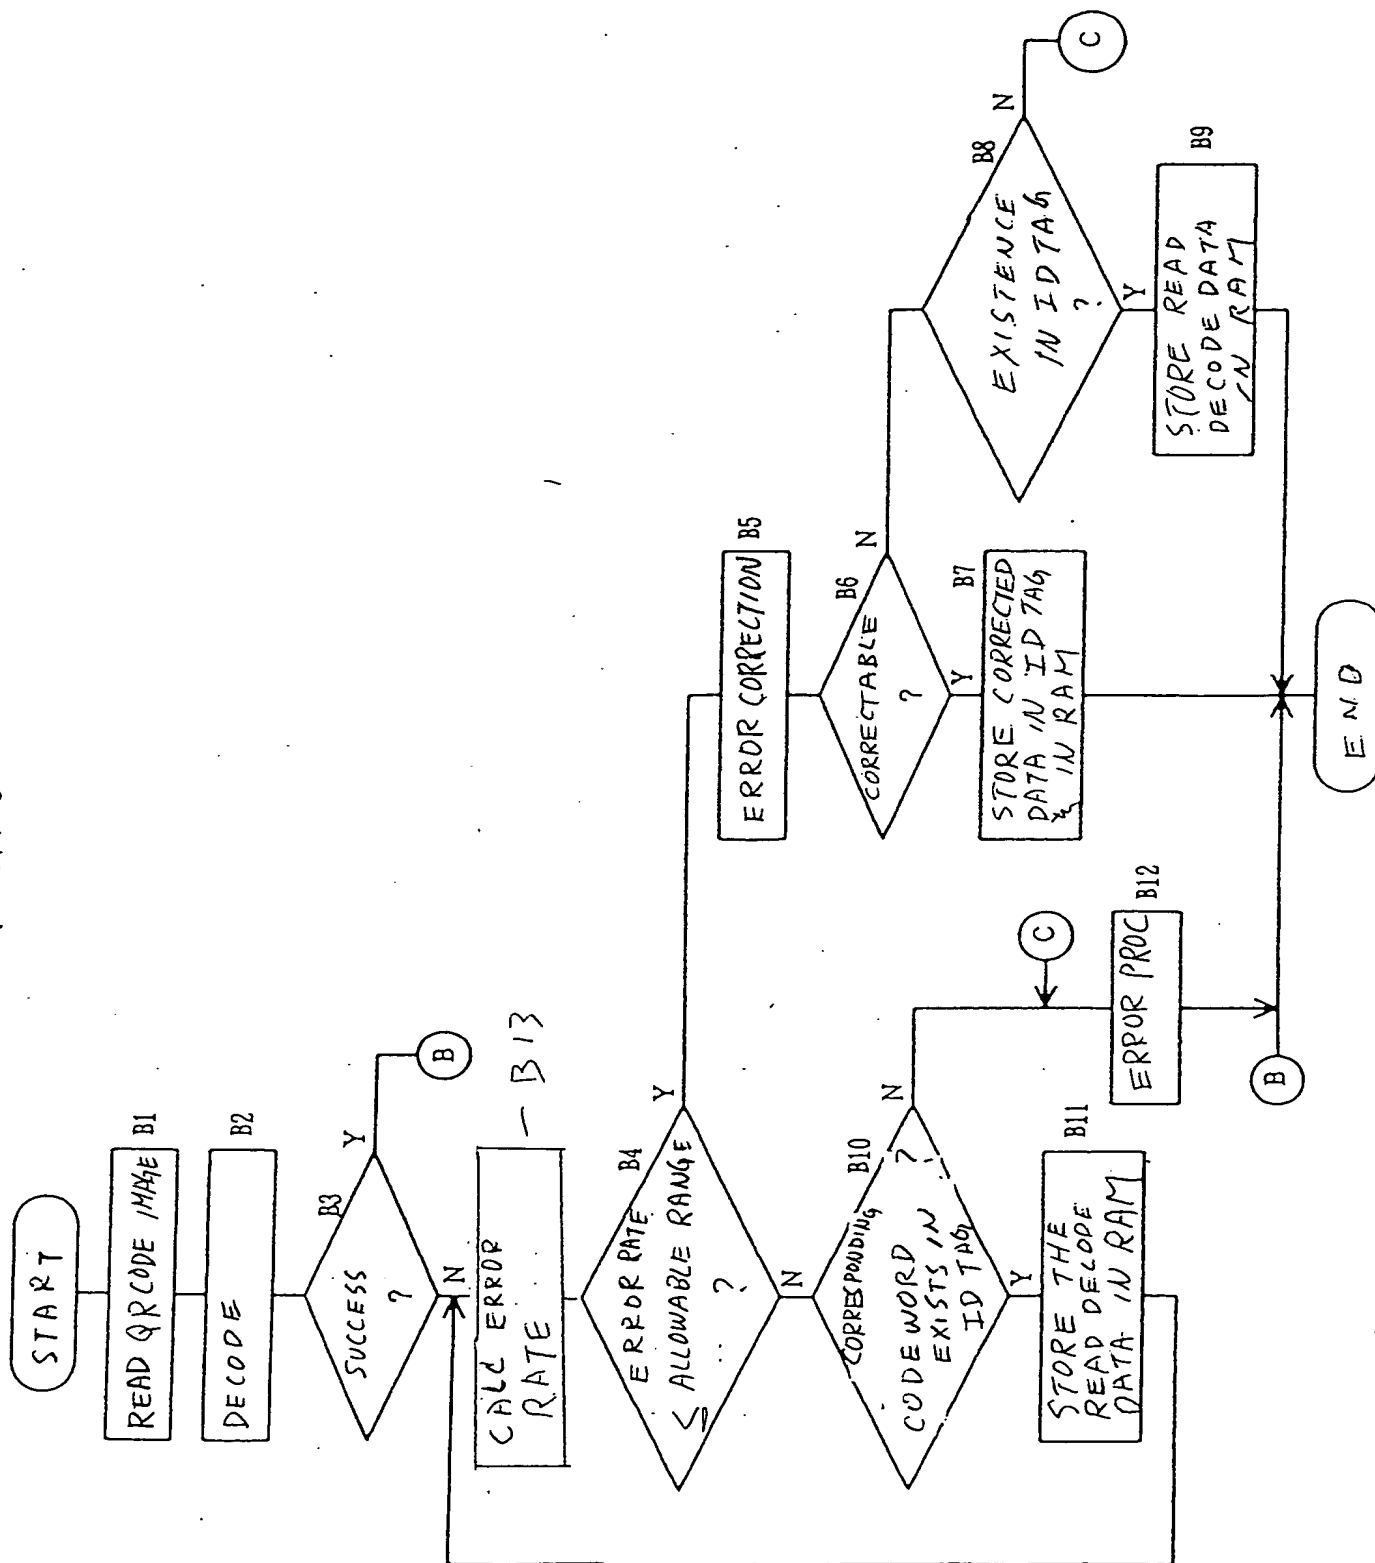 START
READ QRCODE IMAGE
B1
DECODE
B2
SUCCESS
?
B3
Y
B
N
CALC ERROR
RATE
B13
ERROR RATE
≤ ALLOWABLE RANGE
?
B4
Y
N
CORRESPONDING
CODEWORD ?
EXISTS IN
ID TAG
B10
N
Y
STORE THE
READ DECODE
DATA IN RAM
B11
C
ERROR PROC
B12
B
ERROR CORRECTION
B5
CORRECTABLE
?
B6
N
Y
STORE CORRECTED
DATA IN ID TAG
& IN RAM
B7
EXISTENCE
IN ID TAG
?
B8
N
C
Y
STORE READ
DECODE DATA
IN RAM
B9
END